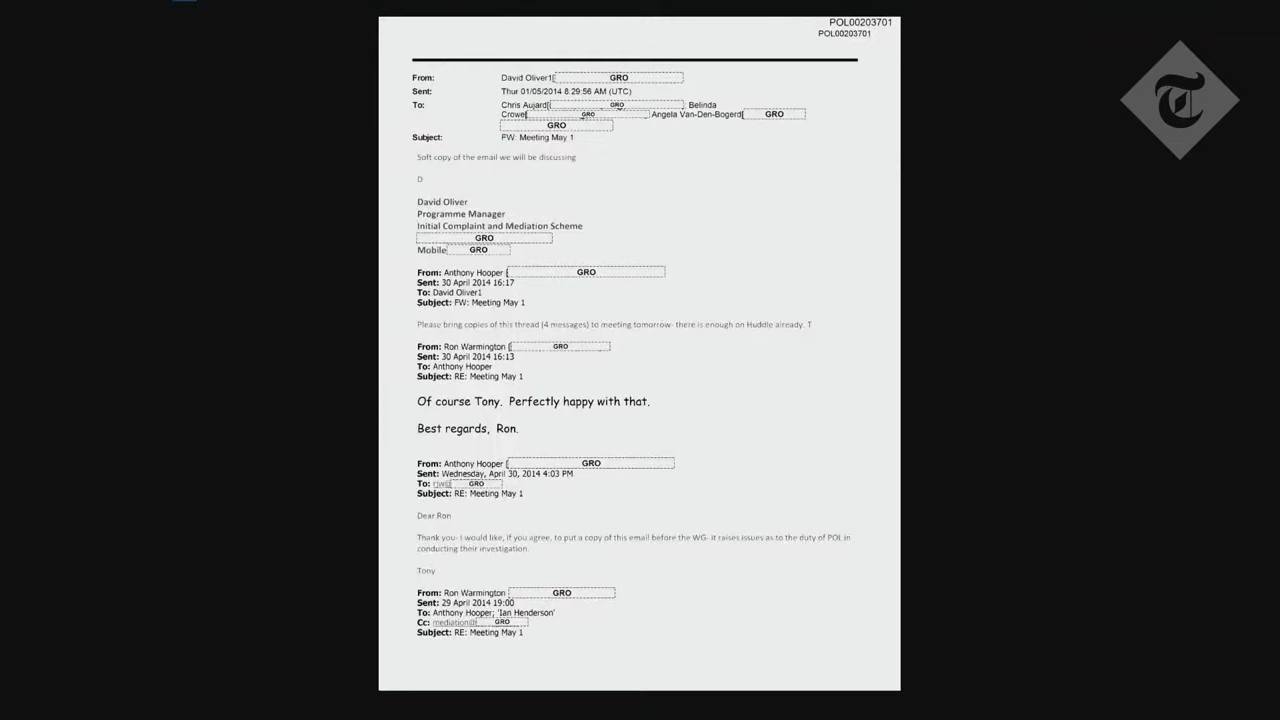 POL00203701
POL00203701
From: David Oliver1[ GRO
Sent: Thur 01/05/2014 8:29:56 AM (UTC)
To: Chris Aujard[ GRO ; Belinda
Crowe[ GRO Angela Van-Den-Bogerd[ GRO
GRO
Subject: FW: Meeting May 1
Soft copy of the email we will be discussing
D
David Oliver
Programme Manager
Initial Complaint and Mediation Scheme
GRO
Mobile GRO
From: Anthony Hooper [ GRO
Sent: 30 April 2014 16:17
To: David Oliver1
Subject: FW: Meeting May 1
Please bring copies of this thread (4 messages) to meeting tomorrow- there is enough on Huddle already. T
From: Ron Warmington [ GRO
Sent: 30 April 2014 16:13
To: Anthony Hooper
Subject: RE: Meeting May 1
Of course Tony. Perfectly happy with that.
Best regards, Ron.
From: Anthony Hooper [ GRO
Sent: Wednesday, April 30, 2014 4:03 PM
To: rjw@ GRO
Subject: RE: Meeting May 1
Dear Ron
Thank you- I would like, if you agree, to put a copy of this email before the WG- it raises issues as to the duty of POL in
conducting their investigation.
Tony
From: Ron Warmington GRO
Sent: 29 April 2014 19:00
To: Anthony Hooper; 'Ian Henderson'
Cc: mediation@ GRO
Subject: RE: Meeting May 1
T